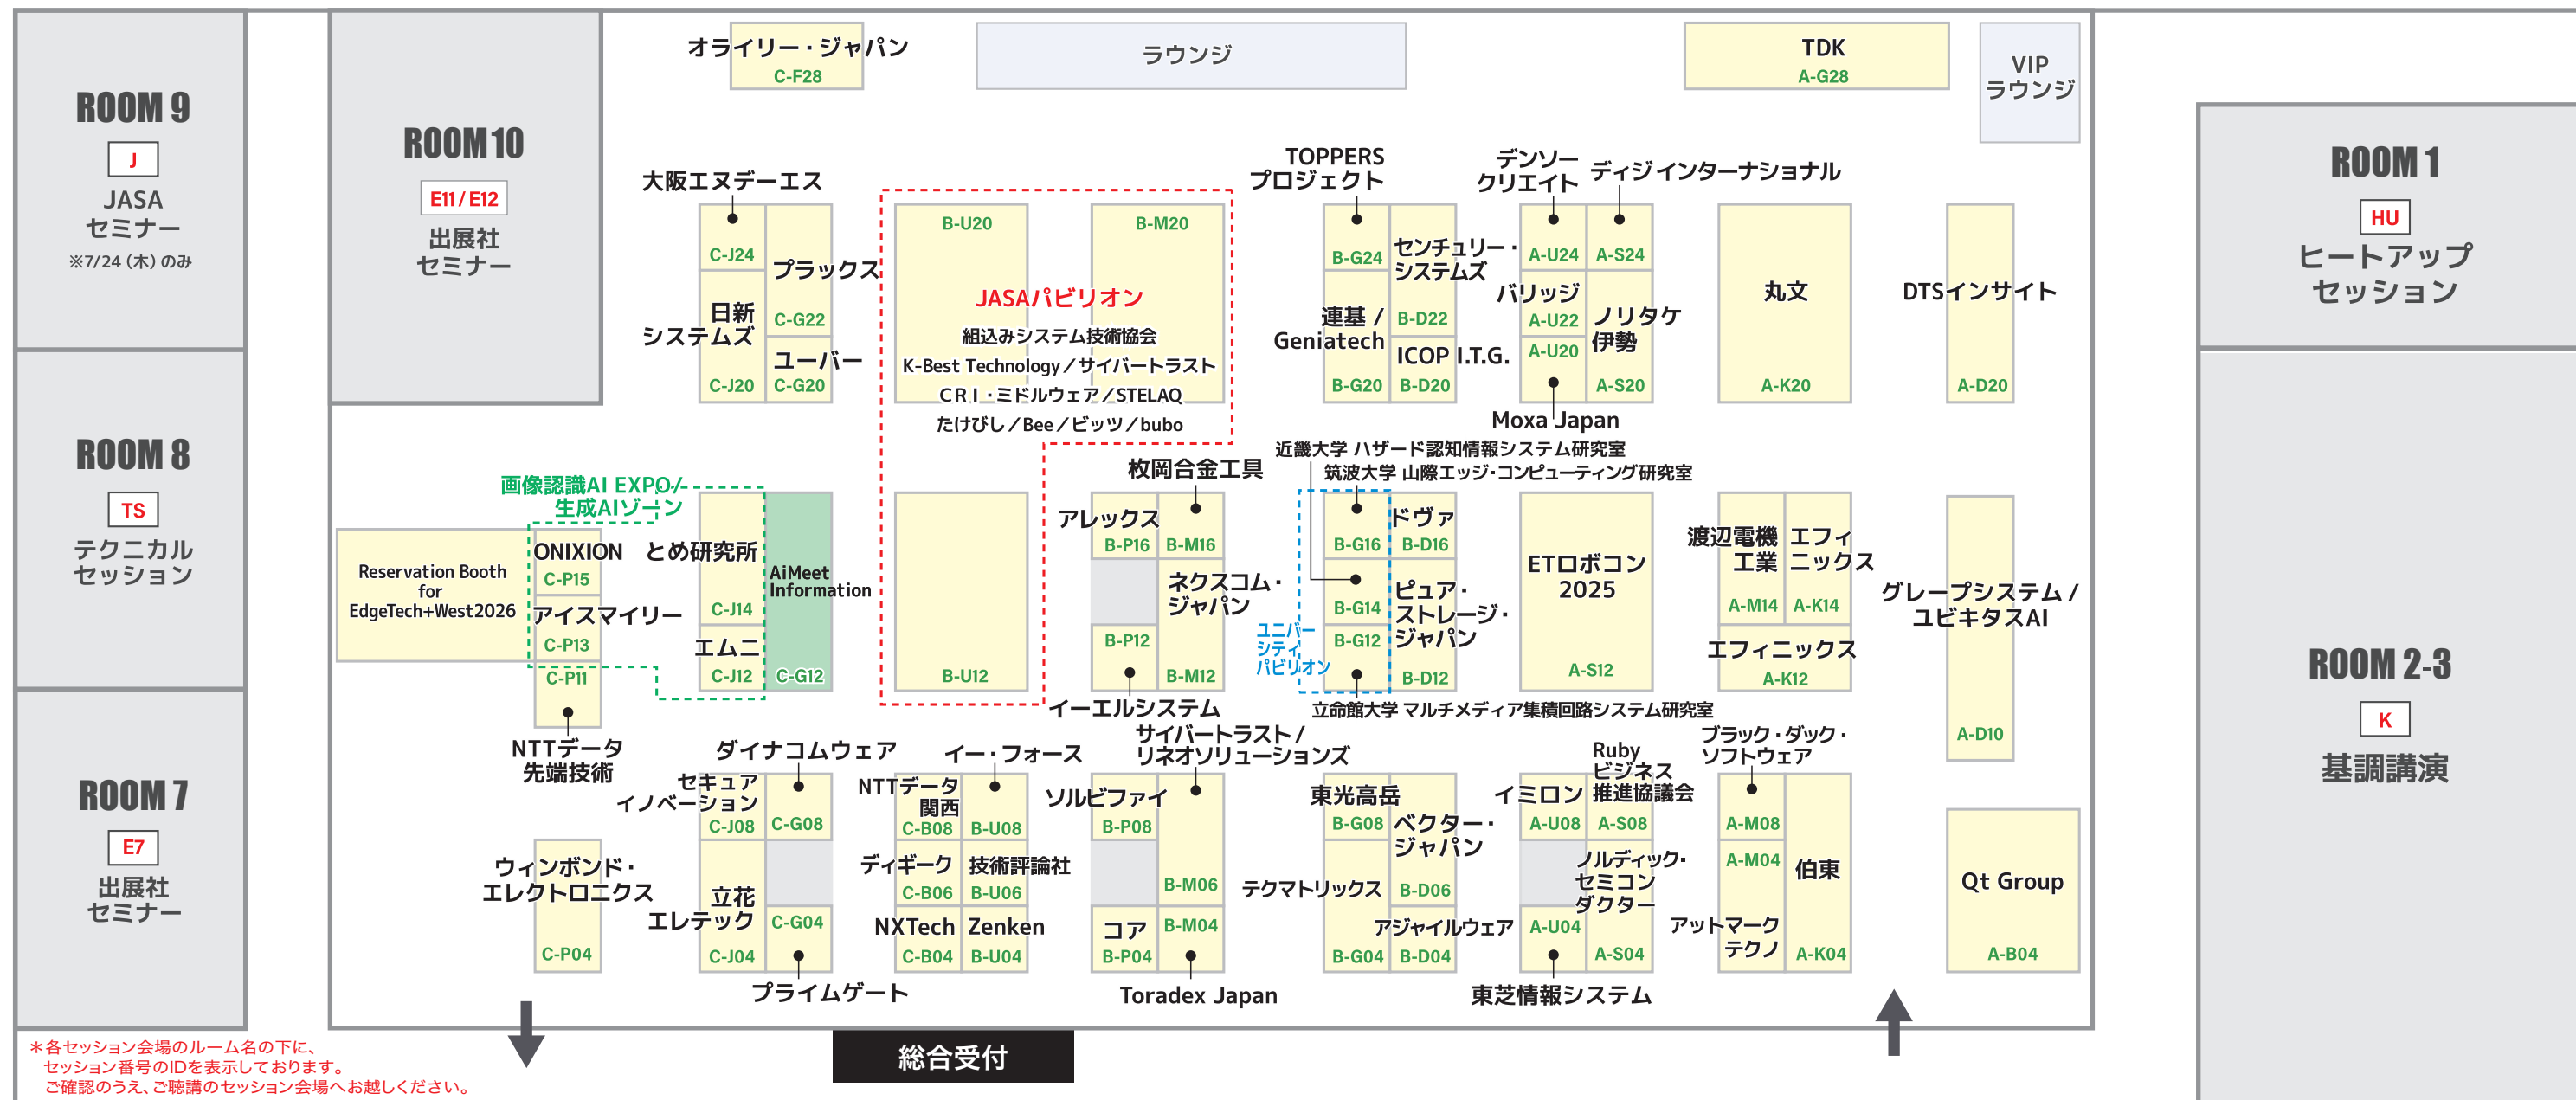 ROOM 9
J
JASA
セミナー
※7/24（木）のみ
ROOM 8
TS
テクニカル
セッション
ROOM 7
E7
出展社
セミナー
＊各セッション会場のルーム名の下に、
セッション番号のIDを表示しております。
ご確認のうえ、ご聴講のセッション会場へお越しください。
ROOM 10
E11 / E12
出展社
セミナー
オライリー・ジャパン
C-F28
ラウンジ
TDK
A-G28
VIP
ラウンジ
大阪エヌデーエス
C-J24
プラックス
C-G22
日新
システムズ
C-J20
ユーバー
C-G20
B-U20
B-M20
JASAパビリオン
組込みシステム技術協会
K-Best Technology／サイバートラスト
ＣＲＩ・ミドルウェア／STELAQ
たけびし／Bee／ビッツ／bubo
TOPPERS
プロジェクト
B-G24
センチュリー・
システムズ
B-D22
連基 /
Geniatech
B-G20
ICOP I.T.G.
B-D20
デンソー
クリエイト
A-U24
ディジ インターナショナル
A-S24
バリッジ
A-U22
A-U20
Moxa Japan
ノリタケ
伊勢
A-S20
丸文
A-K20
DTSインサイト
A-D20
画像認識AI EXPO/
生成AIゾーン
Reservation Booth
for
EdgeTech+West2026
ONIXION
C-P15
アイスマイリー
C-P13
C-P11
NTTデータ
先端技術
とめ研究所
C-J14
エムニ
C-J12
AiMeet
Information
C-G12
B-U12
枚岡合金工具
アレックス
B-P16
B-M16
ネクスコム・
ジャパン
B-P12
B-M12
イーエルシステム
近畿大学 ハザード認知情報システム研究室
筑波大学 山際エッジ・コンピューティング研究室
B-G16
ドヴァ
B-D16
B-G14
ピュア・
ストレージ・
ジャパン
B-G12
B-D12
ユニバー
シティ
パビリオン
立命館大学 マルチメディア集積回路システム研究室
ETロボコン
2025
A-S12
渡辺電機
工業
A-M14
エフィ
ニックス
A-K14
エフィニックス
A-K12
グレープシステム /
ユビキタスAI
A-D10
ウィンボンド・
エレクトロニクス
C-P04
ダイナコムウェア
セキュア
イノベーション
C-J08
C-G08
立花
エレテック
C-J04
C-G04
プライムゲート
イー・フォース
NTTデータ
関西
C-B08
B-U08
ディギーク
C-B06
技術評論社
B-U06
NXTech
C-B04
Zenken
B-U04
サイバートラスト /
リネオソリューションズ
ソルビファイ
B-P08
B-M06
コア
B-P04
B-M04
Toradex Japan
東光高岳
B-G08
ベクター・
ジャパン
B-D06
テクマトリックス
B-G04
アジャイルウェア
B-D04
イミロン
A-U08
Ruby
ビジネス
推進協議会
A-S08
ノルディック・
セミコン
ダクター
A-S04
A-U04
東芝情報システム
ブラック・ダック・
ソフトウェア
A-M08
A-M04
アットマーク
テクノ
伯東
A-K04
Qt Group
A-B04
総合受付
ROOM 1
HU
ヒートアップ
セッション
ROOM 2-3
K
基調講演